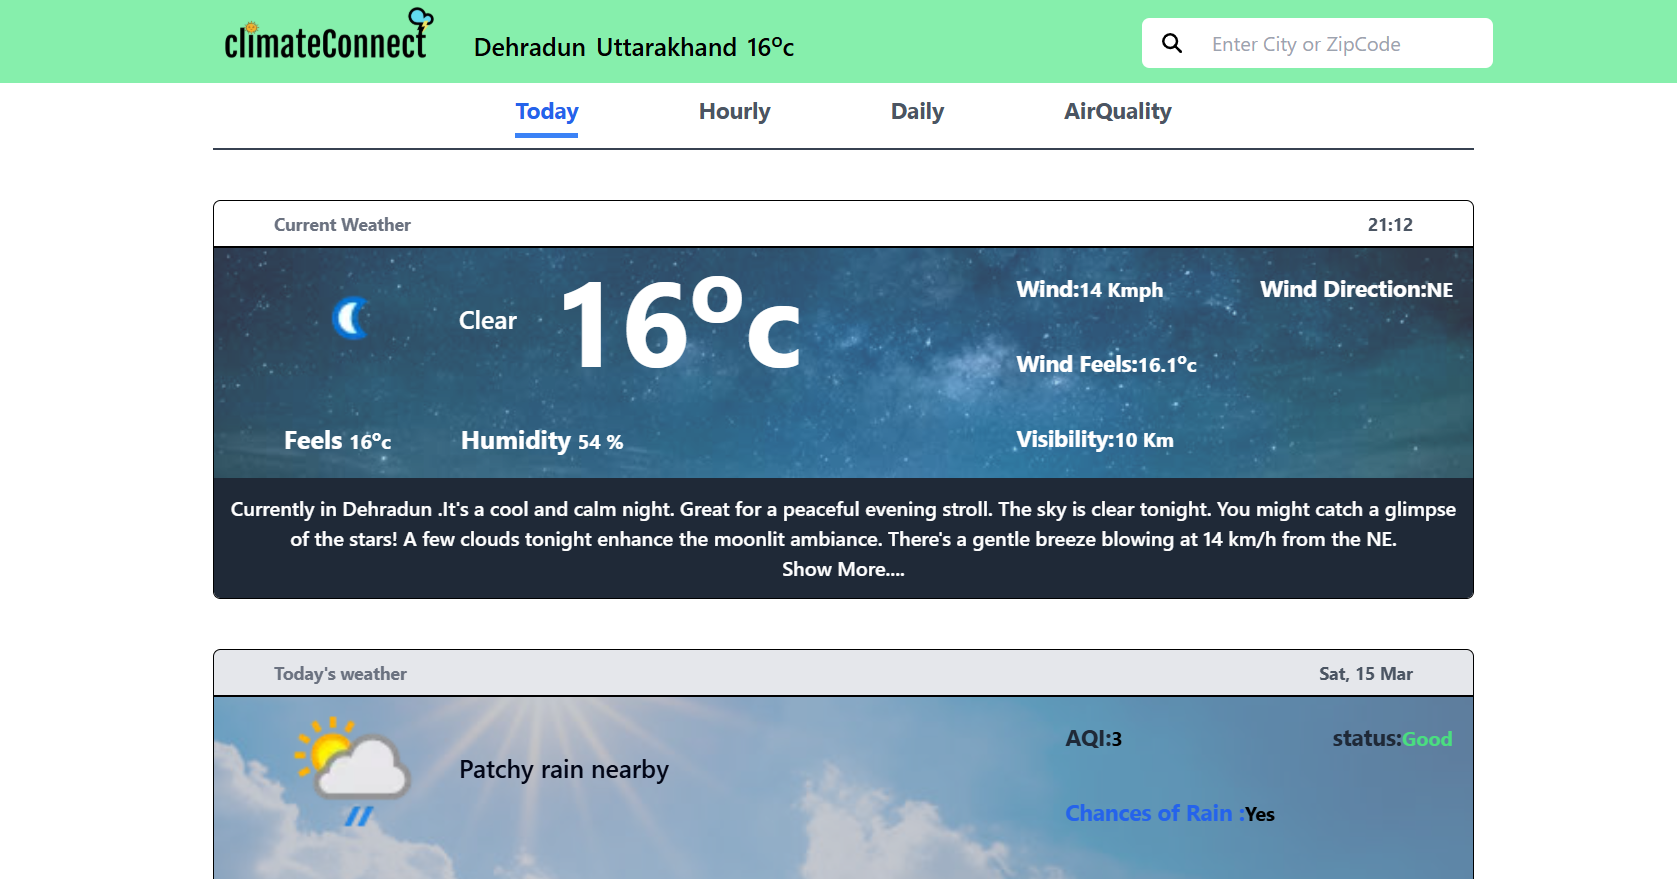 climateConnect
Dehradun Uttarakhand 16ºc
Enter City or ZipCode
Today Hourly Daily AirQuality
Current Weather 21:12
Clear 16ºc
Wind:14 Kmph Wind Direction:NE
Wind Feels:16.1ºc
Feels 16ºc Humidity 54 %
Visibility:10 Km
Currently in Dehradun .It's a cool and calm night. Great for a peaceful evening stroll. The sky is clear tonight. You might catch a glimpse
of the stars! A few clouds tonight enhance the moonlit ambiance. There's a gentle breeze blowing at 14 km/h from the NE.
Show More....
Today's weather Sat, 15 Mar
Patchy rain nearby
AQI:3 status:Good
Chances of Rain :Yes